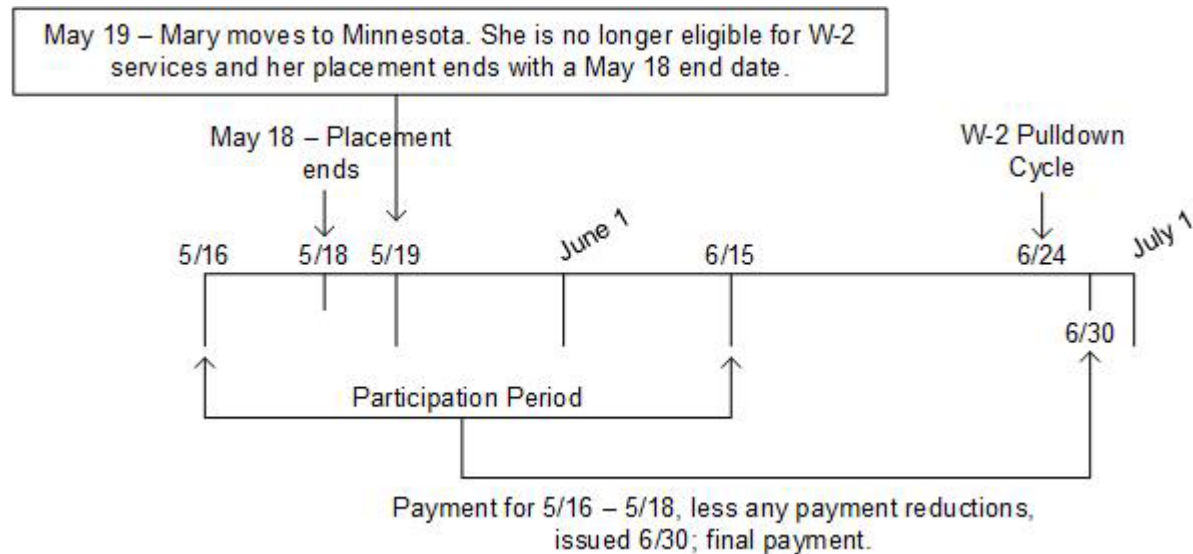 May 19 – Mary moves to Minnesota. She is no longer eligible for W-2
services and her placement ends with a May 18 end date.
May 18 – Placement
ends
W-2 Pulldown
Cycle
5/16
5/18
5/19
June 1
6/15
6/24
July 1
6/30
Participation Period
Payment for 5/16 – 5/18, less any payment reductions,
issued 6/30; final payment.